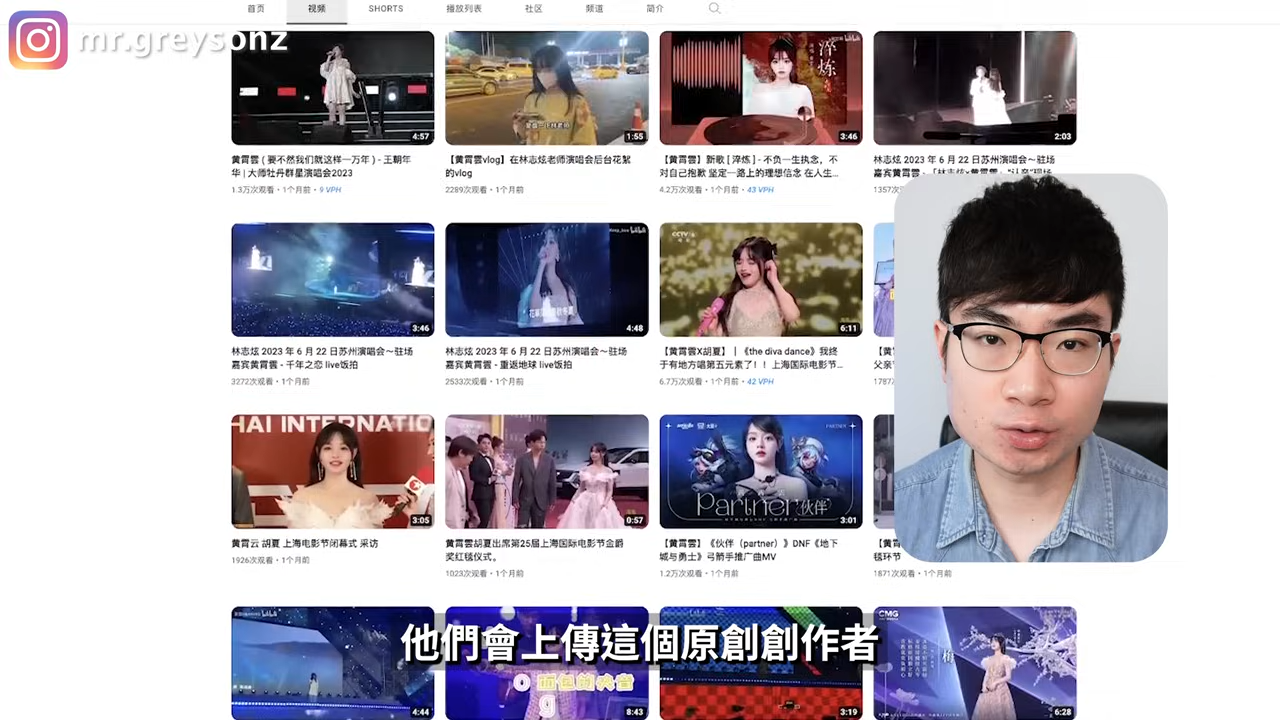 首页 视频 SHORTS 播放列表 社区 频道 简介
mr.greysonz
4:57
1:55
淬炼
3:46
2:03
黄霄雲 ( 要不然我们就这样一万年 ) - 王朝年
华 | 大师牡丹群星演唱会2023
1.3万次观看・1个月前・9 VPH
【黄霄雲vlog】在林志炫老师演唱会后台花絮
的vlog
2289次观看・1个月前
【黄霄雲】新歌 [ 淬炼 ] - 不负一生执念，不
对自己抱歉 坚定一路上的理想信念 在人生...
4.2万次观看・1个月前・43 VPH
林志炫 2023 年 6 月 22 日苏州演唱会～驻场
3:46
4:48
CCTV
6:11
林志炫 2023 年 6 月 22 日苏州演唱会～驻场
嘉宾黄霄雲 - 千年之恋 live饭拍
3272次观看・1个月前
林志炫 2023 年 6 月 22 日苏州演唱会～驻场
嘉宾黄霄雲 - 重返地球 live饭拍
2533次观看・1个月前
【黄霄雲X胡夏】｜《the diva dance》我终
于有地方唱第五元素了！！上海国际电影节...
6.7万次观看・1个月前・42 VPH
HAI INTERNATIO
3:05
0:57
PARTNER
Partner 伙伴
3:01
黄霄云 胡夏 上海电影节闭幕式 采访
1926次观看・1个月前
黄霄雲胡夏出席第25届上海国际电影节金爵
奖红毯仪式。
1023次观看・1个月前
【黄霄雲】《伙伴（partner）》DNF《地下
城与勇士》弓箭手推广曲MV
1.2万次观看・1个月前
毯环节
1871次观看・1个月前
他們會上傳這個原創創作者
4:44
8:43
3:19
CMG
6:28